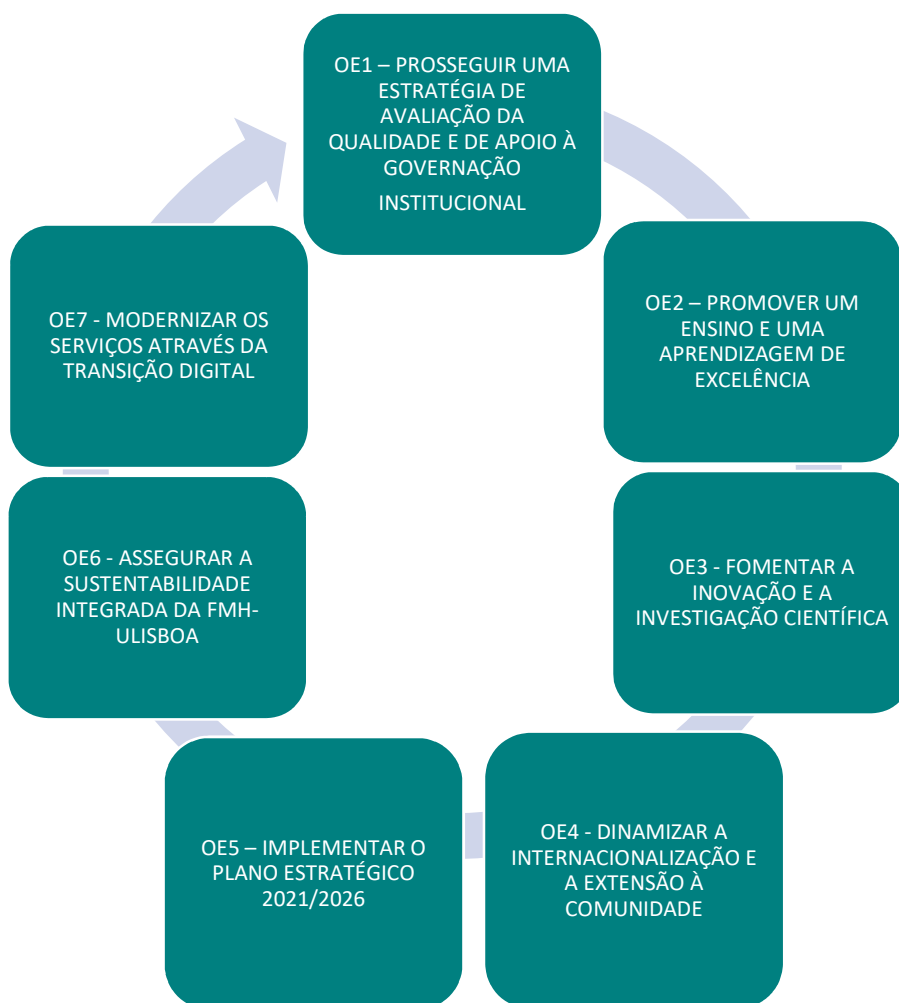 OE1 – PROSSEGUIR UMA
ESTRATÉGIA DE
AVALIAÇÃO DA
QUALIDADE E DE APOIO À
GOVERNAÇÃO
INSTITUCIONAL
OE2 – PROMOVER UM
ENSINO E UMA
APRENDIZAGEM DE
EXCELÊNCIA
OE3 - FOMENTAR A
INOVAÇÃO E A
INVESTIGAÇÃO CIENTÍFICA
OE4 - DINAMIZAR A
INTERNACIONALIZAÇÃO E
A EXTENSÃO À
COMUNIDADE
OE5 – IMPLEMENTAR O
PLANO ESTRATÉGICO
2021/2026
OE6 - ASSEGURAR A
SUSTENTABILIDADE
INTEGRADA DA FMH-
ULISBOA
OE7 - MODERNIZAR OS
SERVIÇOS ATRAVÉS DA
TRANSIÇÃO DIGITAL